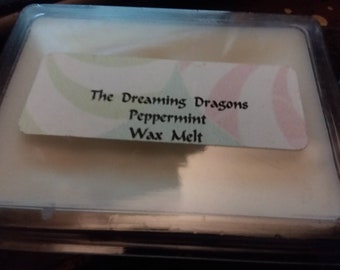 The Dreaming Dragons
Peppermint
Wax Melt